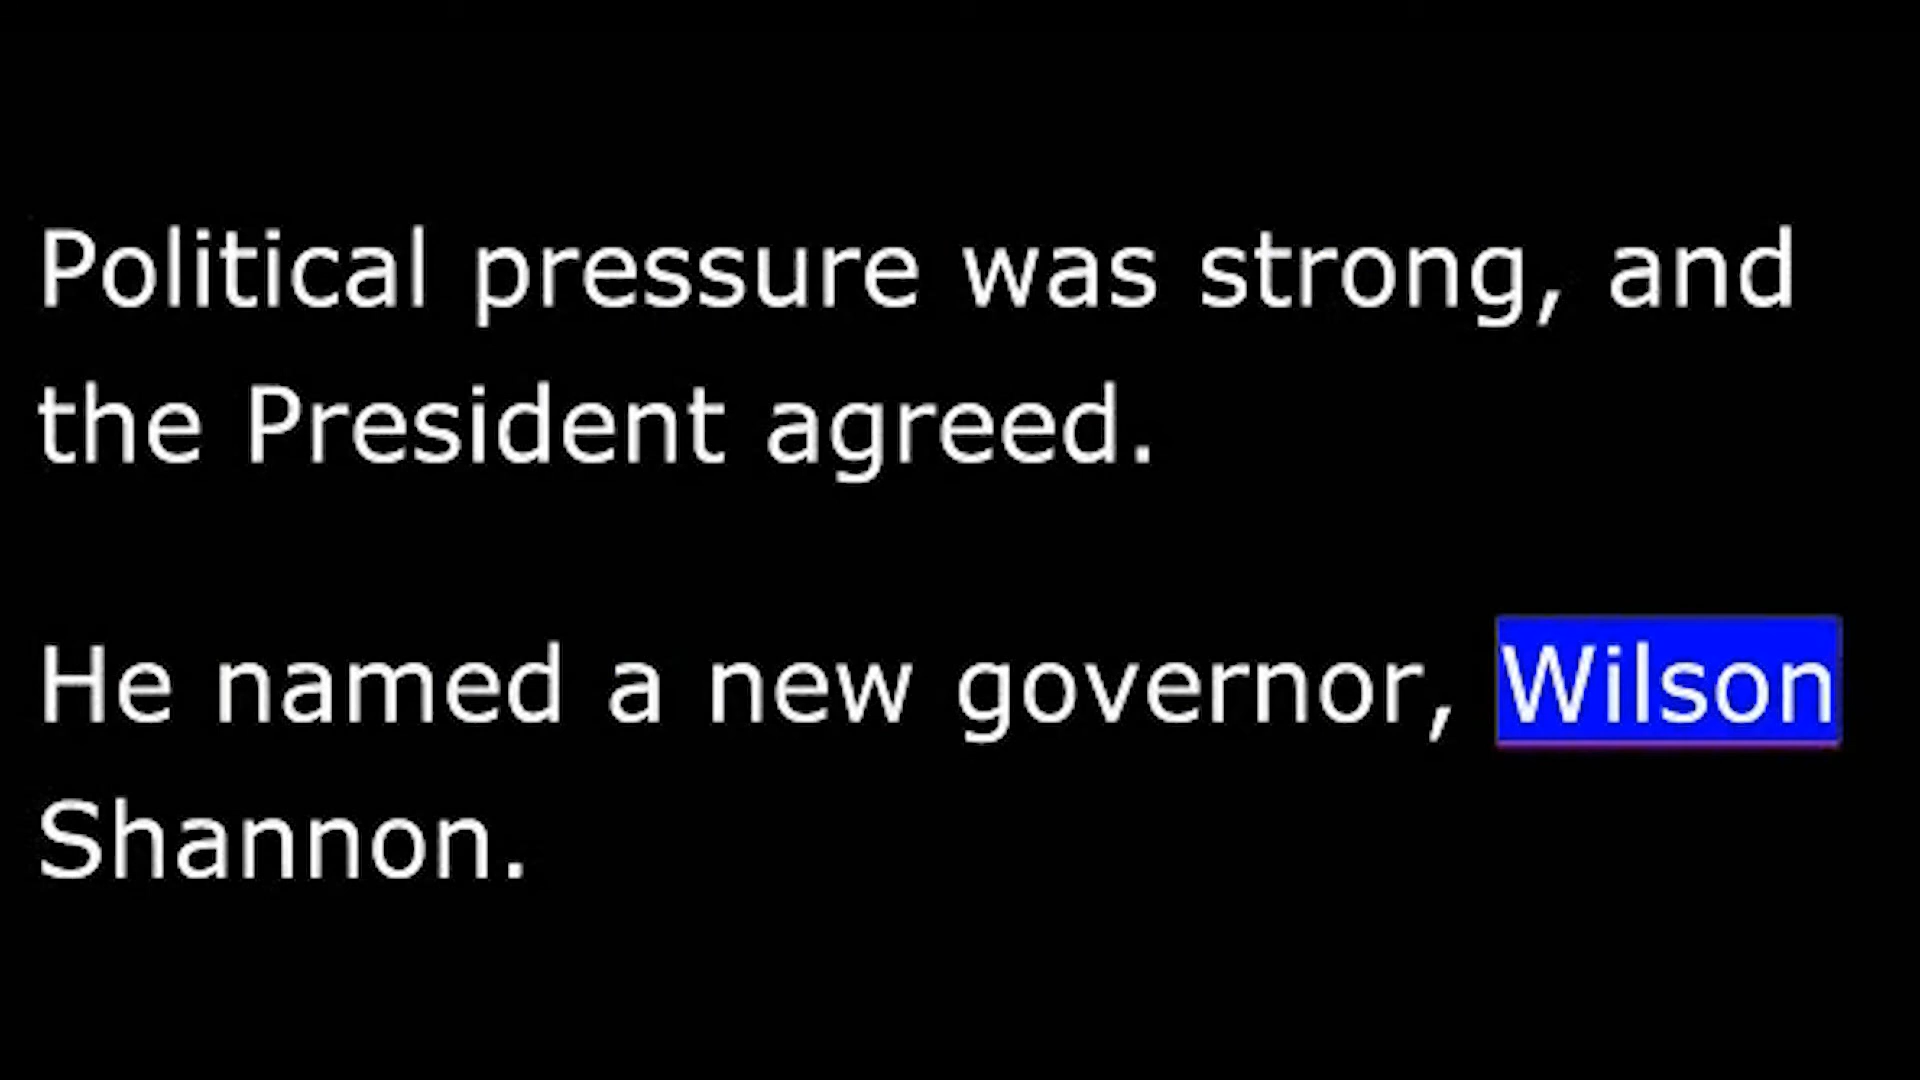 Political pressure was strong, and
the President agreed.
He named a new governor, Wilson
Shannon.